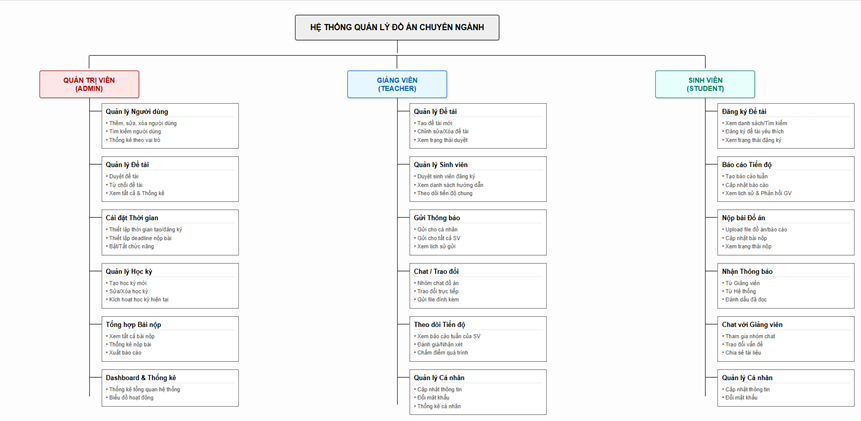 HỆ THỐNG QUẢN LÝ ĐỒ ÁN CHUYÊN NGÀNH
QUẢN TRỊ VIÊN
(ADMIN)
Quản lý Người dùng
• Thêm, sửa, xóa người dùng
• Tìm kiếm người dùng
• Thống kê theo vai trò
Quản lý Đề tài
• Duyệt đề tài
• Từ chối đề tài
• Xem tất cả & Thống kê
Cài đặt Thời gian
• Thiết lập thời gian tạo/đăng ký
• Thiết lập deadline nộp bài
• Bật/Tắt chức năng
Quản lý Học kỳ
• Tạo học kỳ mới
• Sửa/Xóa học kỳ
• Kích hoạt học kỳ hiện tại
Tổng hợp Bài nộp
• Xem tất cả bài nộp
• Thống kê nộp bài
• Xuất báo cáo
Dashboard & Thống kê
• Thống kê tổng quan hệ thống
• Biểu đồ hoạt động
GIẢNG VIÊN
(TEACHER)
Quản lý Đề tài
• Tạo đề tài mới
• Chỉnh sửa/Xóa đề tài
• Xem trạng thái duyệt
Quản lý Sinh viên
• Duyệt sinh viên đăng ký
• Xem danh sách hướng dẫn
• Theo dõi tiến độ chung
Gửi Thông báo
• Gửi cho cá nhân
• Gửi cho tất cả SV
• Xem lịch sử gửi
Chat / Trao đổi
• Nhóm chat đồ án
• Trao đổi trực tiếp
• Gửi file đính kèm
Theo dõi Tiến độ
• Xem báo cáo tuần của SV
• Đánh giá/Nhận xét
• Chấm điểm quá trình
Quản lý Cá nhân
• Cập nhật thông tin
• Đổi mật khẩu
• Thống kê cá nhân
SINH VIÊN
(STUDENT)
Đăng ký Đề tài
• Xem danh sách/Tìm kiếm
• Đăng ký đề tài yêu thích
• Xem trạng thái đăng ký
Báo cáo Tiến độ
• Tạo báo cáo tuần
• Cập nhật báo cáo
• Xem lịch sử & Phản hồi GV
Nộp bài Đồ án
• Upload file đồ án/báo cáo
• Cập nhật bài nộp
• Xem trạng thái nộp
Nhận Thông báo
• Từ Giảng viên
• Từ Hệ thống
• Đánh dấu đã đọc
Chat với Giảng viên
• Tham gia nhóm chat
• Trao đổi vấn đề
• Chia sẻ tài liệu
Quản lý Cá nhân
• Cập nhật thông tin
• Đổi mật khẩu